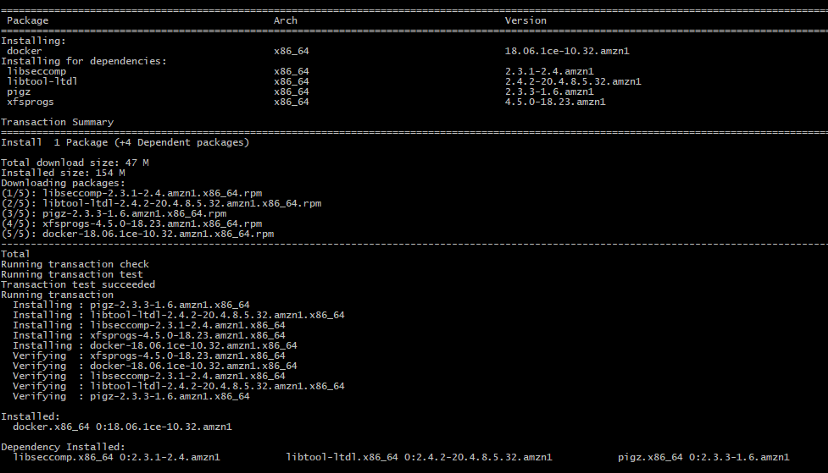 ================================================================================
Package Arch Version
================================================================================
Installing:
docker x86_64 18.06.1ce-10.32.amzn1
Installing for dependencies:
libseccomp x86_64 2.3.1-2.4.amzn1
libtool-ltdl x86_64 2.4.2-20.4.8.5.32.amzn1
pigz x86_64 2.3.3-1.6.amzn1
xfsprogs x86_64 4.5.0-18.23.amzn1
Transaction Summary
================================================================================
Install 1 Package (+4 Dependent packages)
Total download size: 47 M
Installed size: 154 M
Downloading packages:
(1/5): libseccomp-2.3.1-2.4.amzn1.x86_64.rpm
(2/5): libtool-ltdl-2.4.2-20.4.8.5.32.amzn1.x86_64.rpm
(3/5): pigz-2.3.3-1.6.amzn1.x86_64.rpm
(4/5): xfsprogs-4.5.0-18.23.amzn1.x86_64.rpm
(5/5): docker-18.06.1ce-10.32.amzn1.x86_64.rpm
--------------------------------------------------------------------------------
Total
Running transaction check
Running transaction test
Transaction test succeeded
Running transaction
Installing : pigz-2.3.3-1.6.amzn1.x86_64
Installing : libtool-ltdl-2.4.2-20.4.8.5.32.amzn1.x86_64
Installing : libseccomp-2.3.1-2.4.amzn1.x86_64
Installing : xfsprogs-4.5.0-18.23.amzn1.x86_64
Installing : docker-18.06.1ce-10.32.amzn1.x86_64
Verifying : xfsprogs-4.5.0-18.23.amzn1.x86_64
Verifying : docker-18.06.1ce-10.32.amzn1.x86_64
Verifying : libseccomp-2.3.1-2.4.amzn1.x86_64
Verifying : libtool-ltdl-2.4.2-20.4.8.5.32.amzn1.x86_64
Verifying : pigz-2.3.3-1.6.amzn1.x86_64
Installed:
docker.x86_64 0:18.06.1ce-10.32.amzn1
Dependency Installed:
libseccomp.x86_64 0:2.3.1-2.4.amzn1 libtool-ltdl.x86_64 0:2.4.2-20.4.8.5.32.amzn1 pigz.x86_64 0:2.3.3-1.6.amzn1